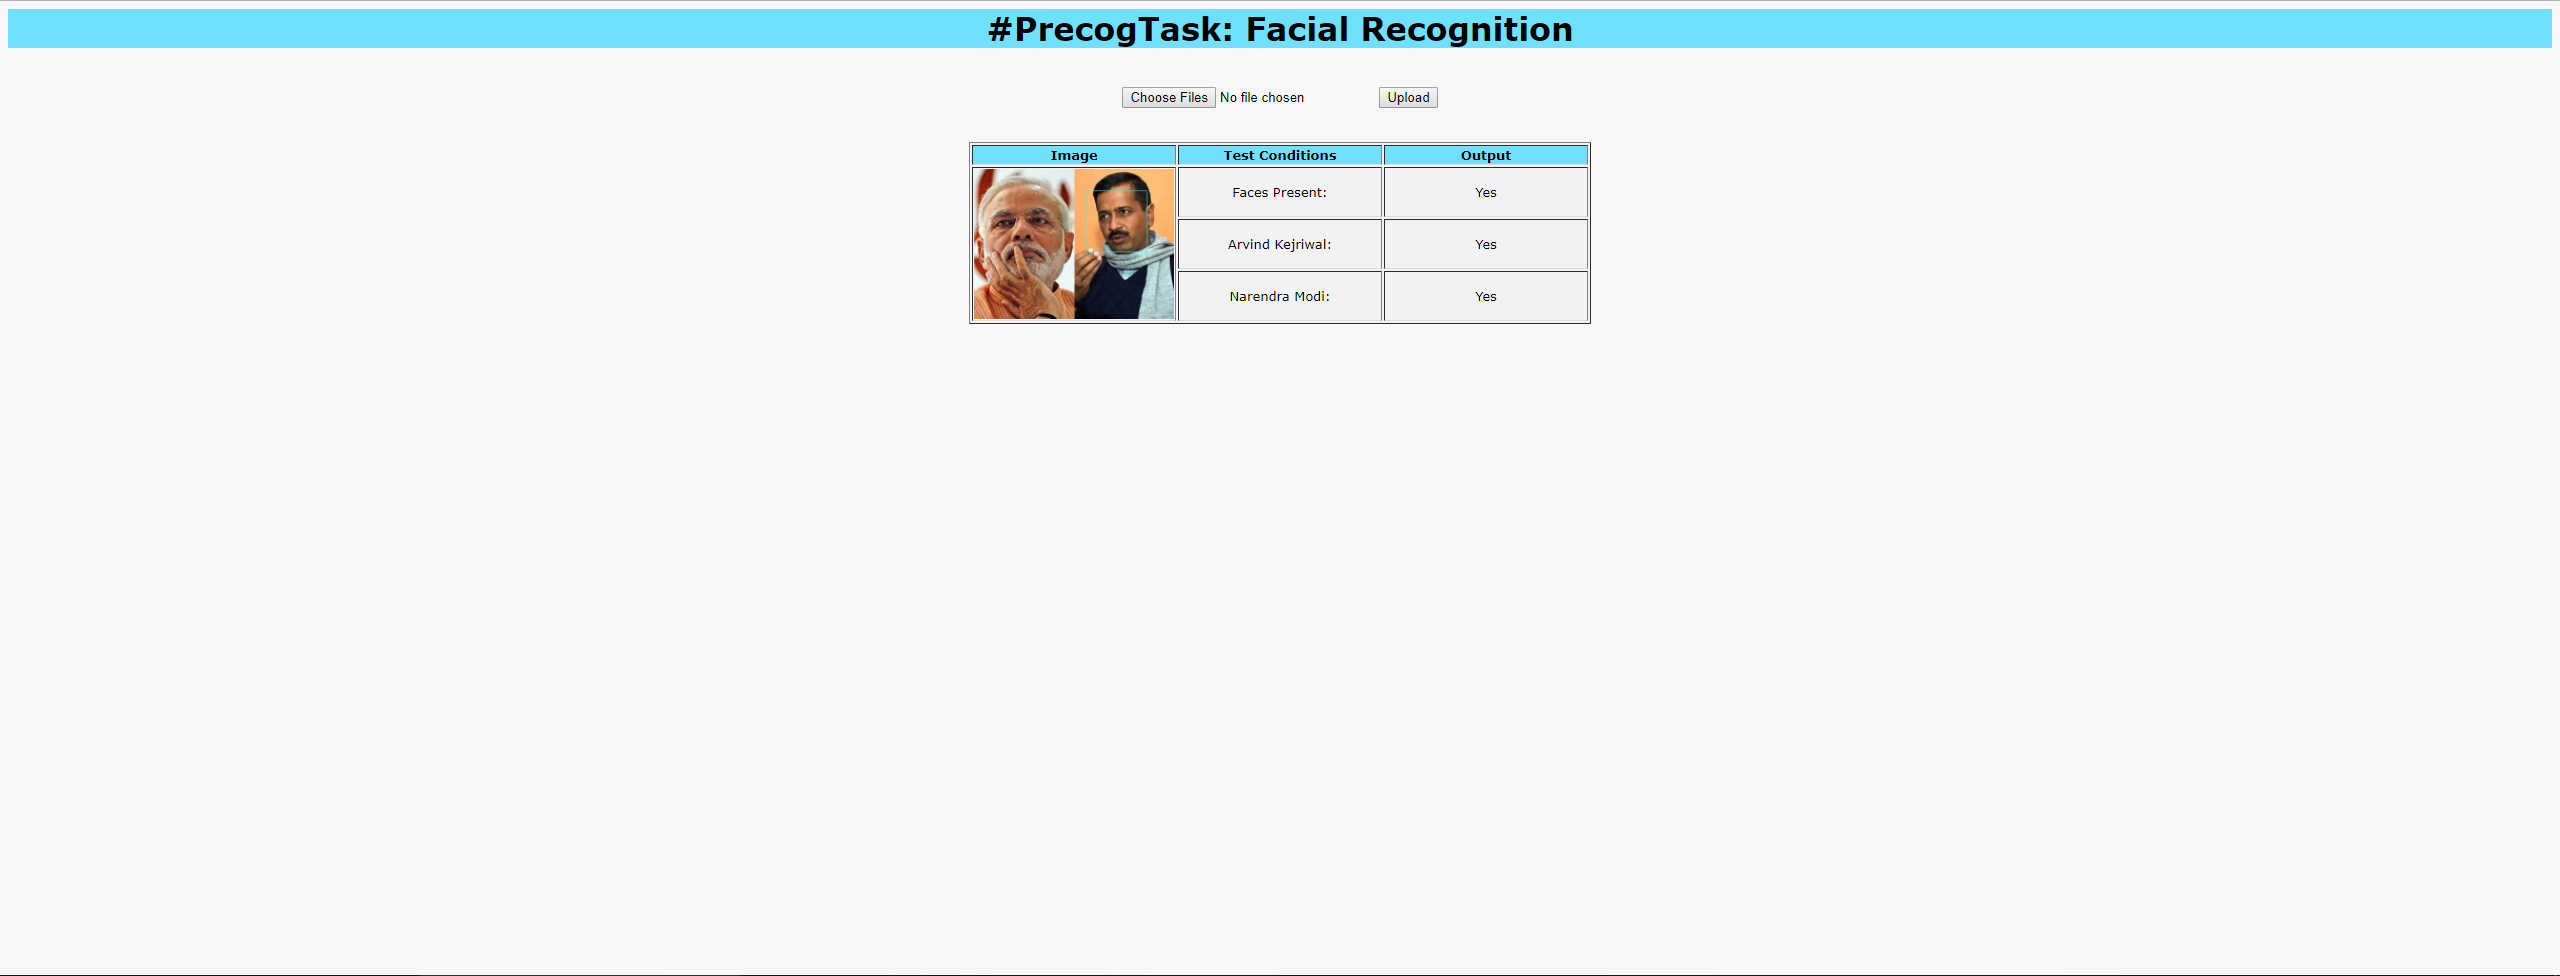 #PrecogTask: Facial Recognition
Choose Files No file chosen Upload
Image Test Conditions Output
Faces Present: Yes
Arvind Kejriwal: Yes
Narendra Modi: Yes